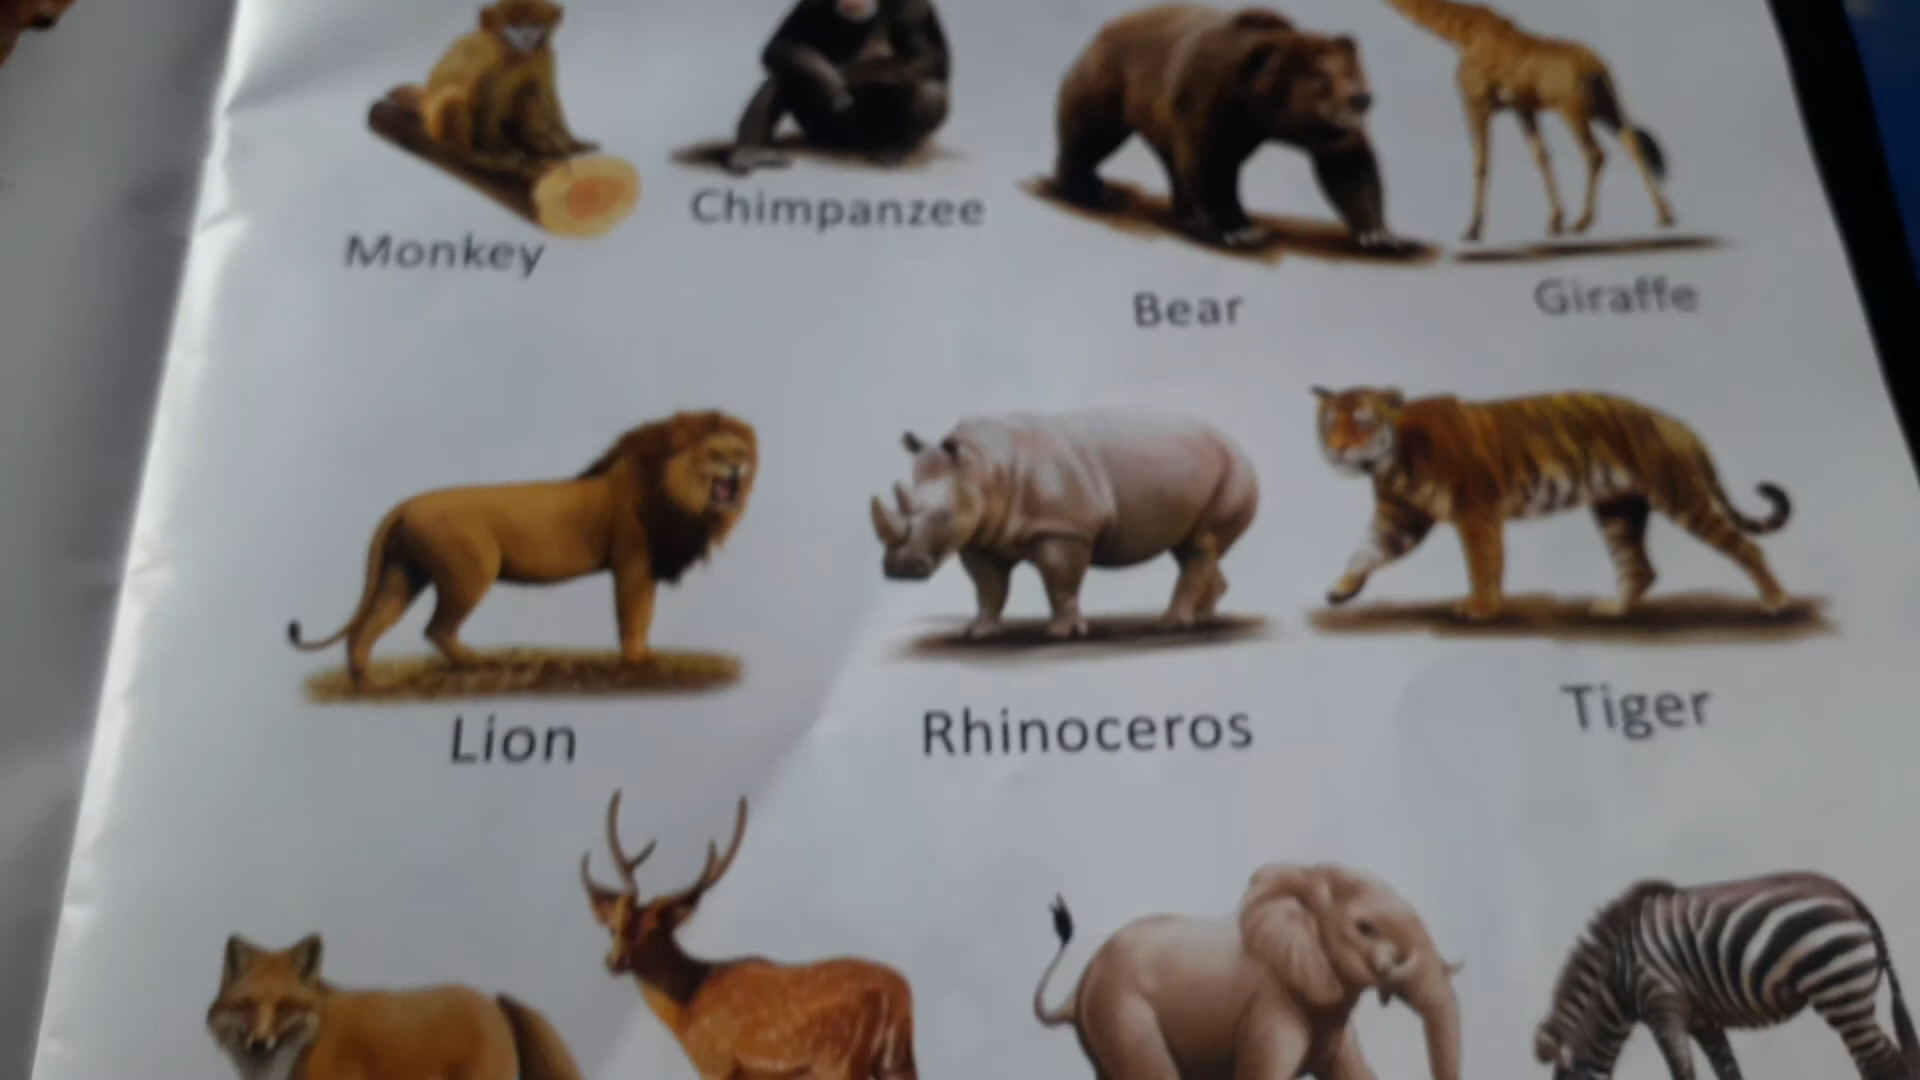 Monkey
Chimpanzee
Bear
Giraffe
Lion
Rhinoceros
Tiger